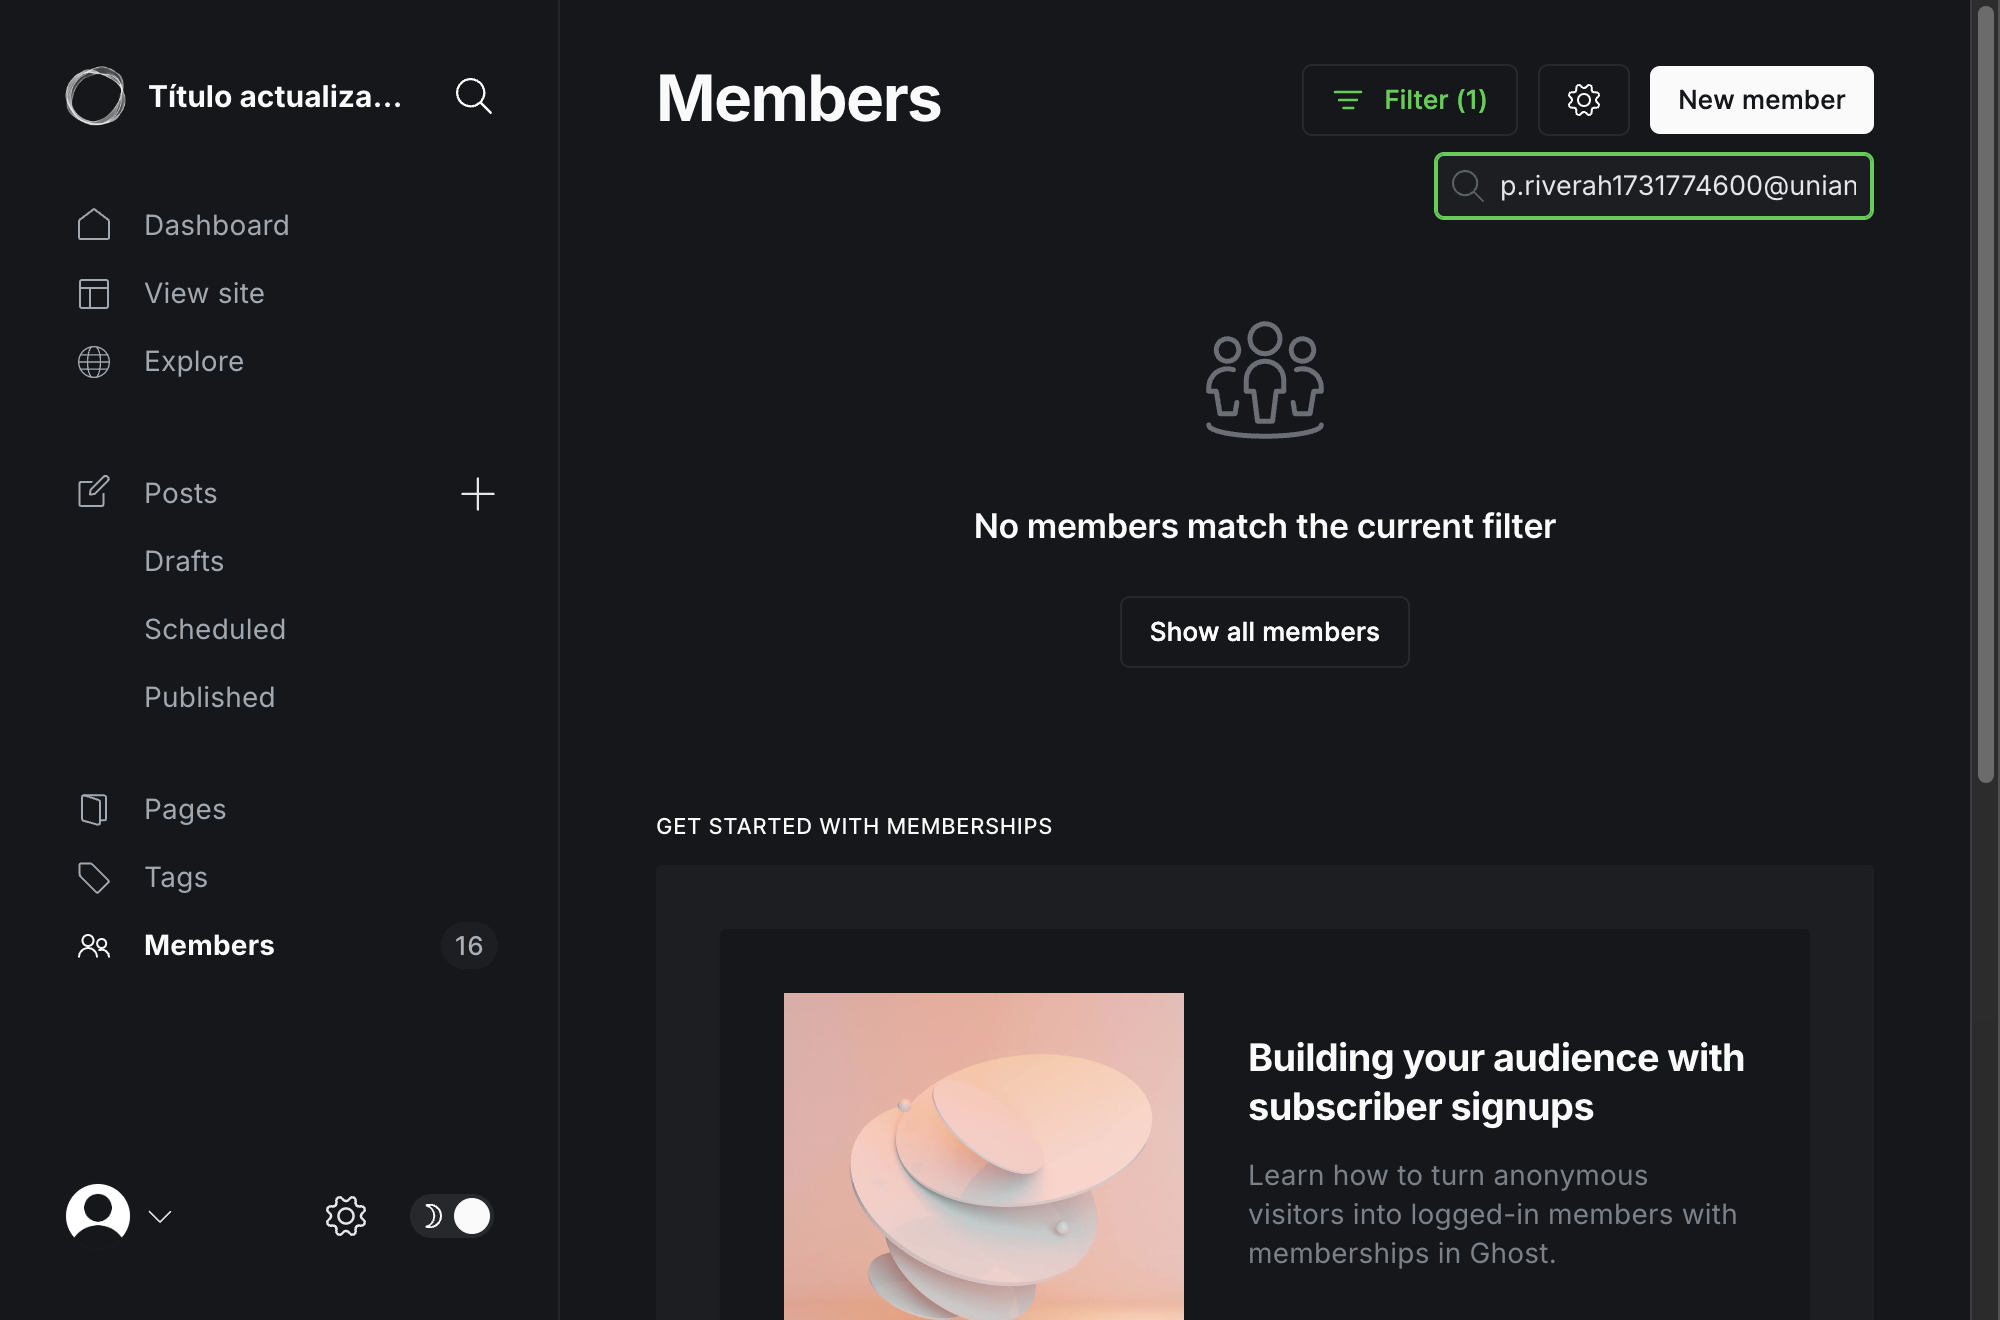 Título actualiza...
Dashboard
View site
Explore
Posts
Drafts
Scheduled
Published
Pages
Tags
Members
16
Members
Filter (1)
New member
p.riverah1731774600@unian
No members match the current filter
Show all members
GET STARTED WITH MEMBERSHIPS
Building your audience with
subscriber signups
Learn how to turn anonymous
visitors into logged-in members with
memberships in Ghost.